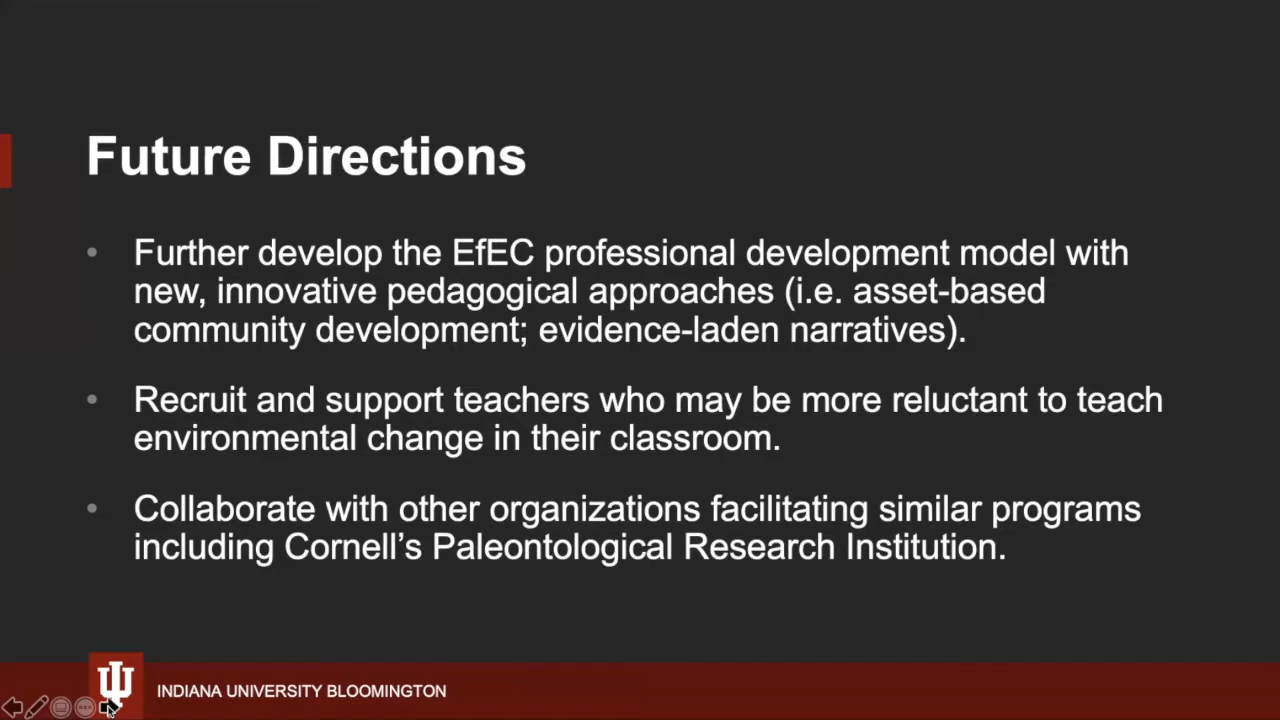 Future Directions
• Further develop the EfEC professional development model with
new, innovative pedagogical approaches (i.e. asset-based
community development; evidence-laden narratives).
• Recruit and support teachers who may be more reluctant to teach
environmental change in their classroom.
• Collaborate with other organizations facilitating similar programs
including Cornell’s Paleontological Research Institution.
INDIANA UNIVERSITY BLOOMINGTON